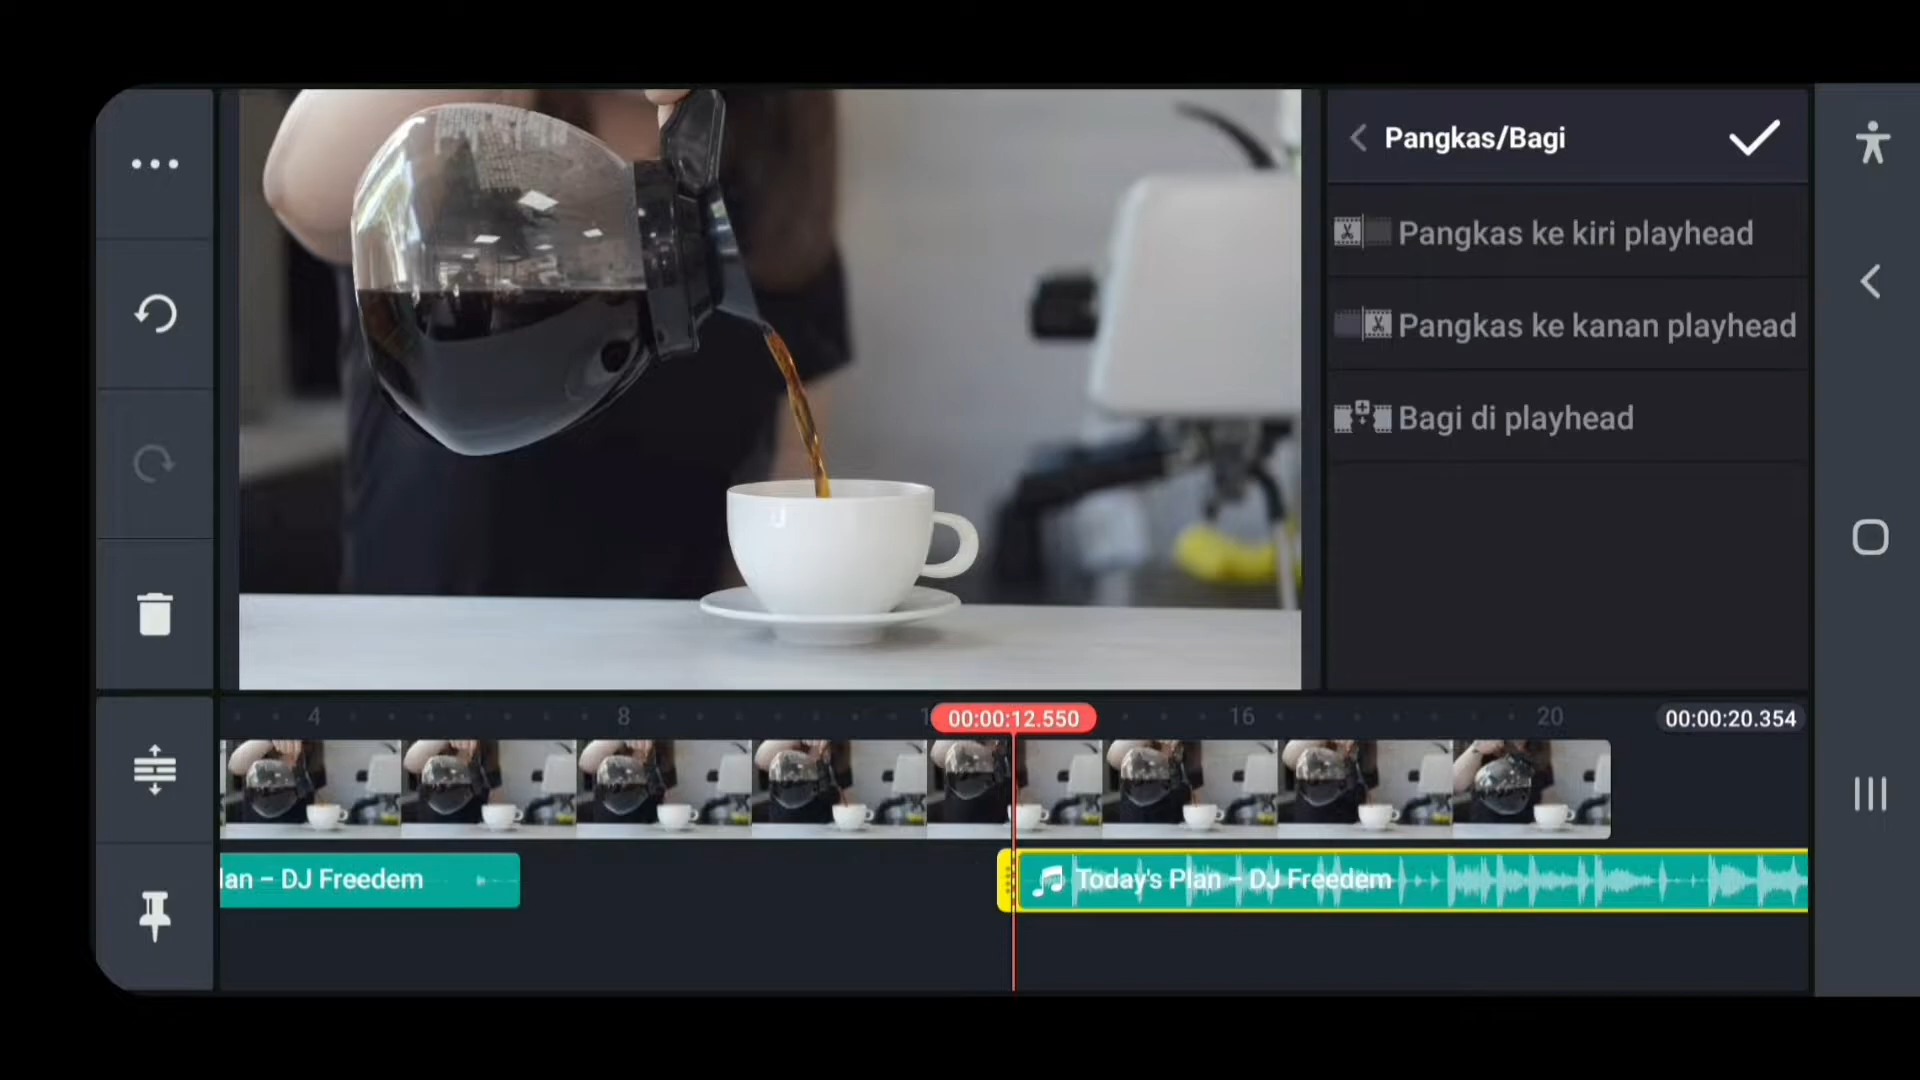 Pangkas/Bagi
Pangkas ke kiri playhead
Pangkas ke kanan playhead
Bagi di playhead
4
8
00:00:12.550
16
20
00:00:20.354
lan – DJ Freedem
Today's Plan – DJ Freedem